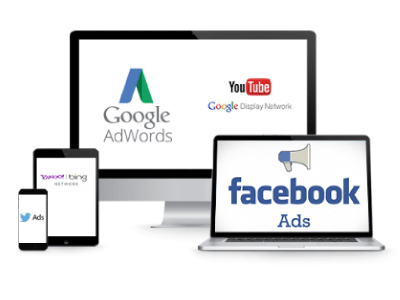 Google
AdWords
YouTube
Google Display Network
YAHOO! bing
NETWORK
Ads
facebook
Ads